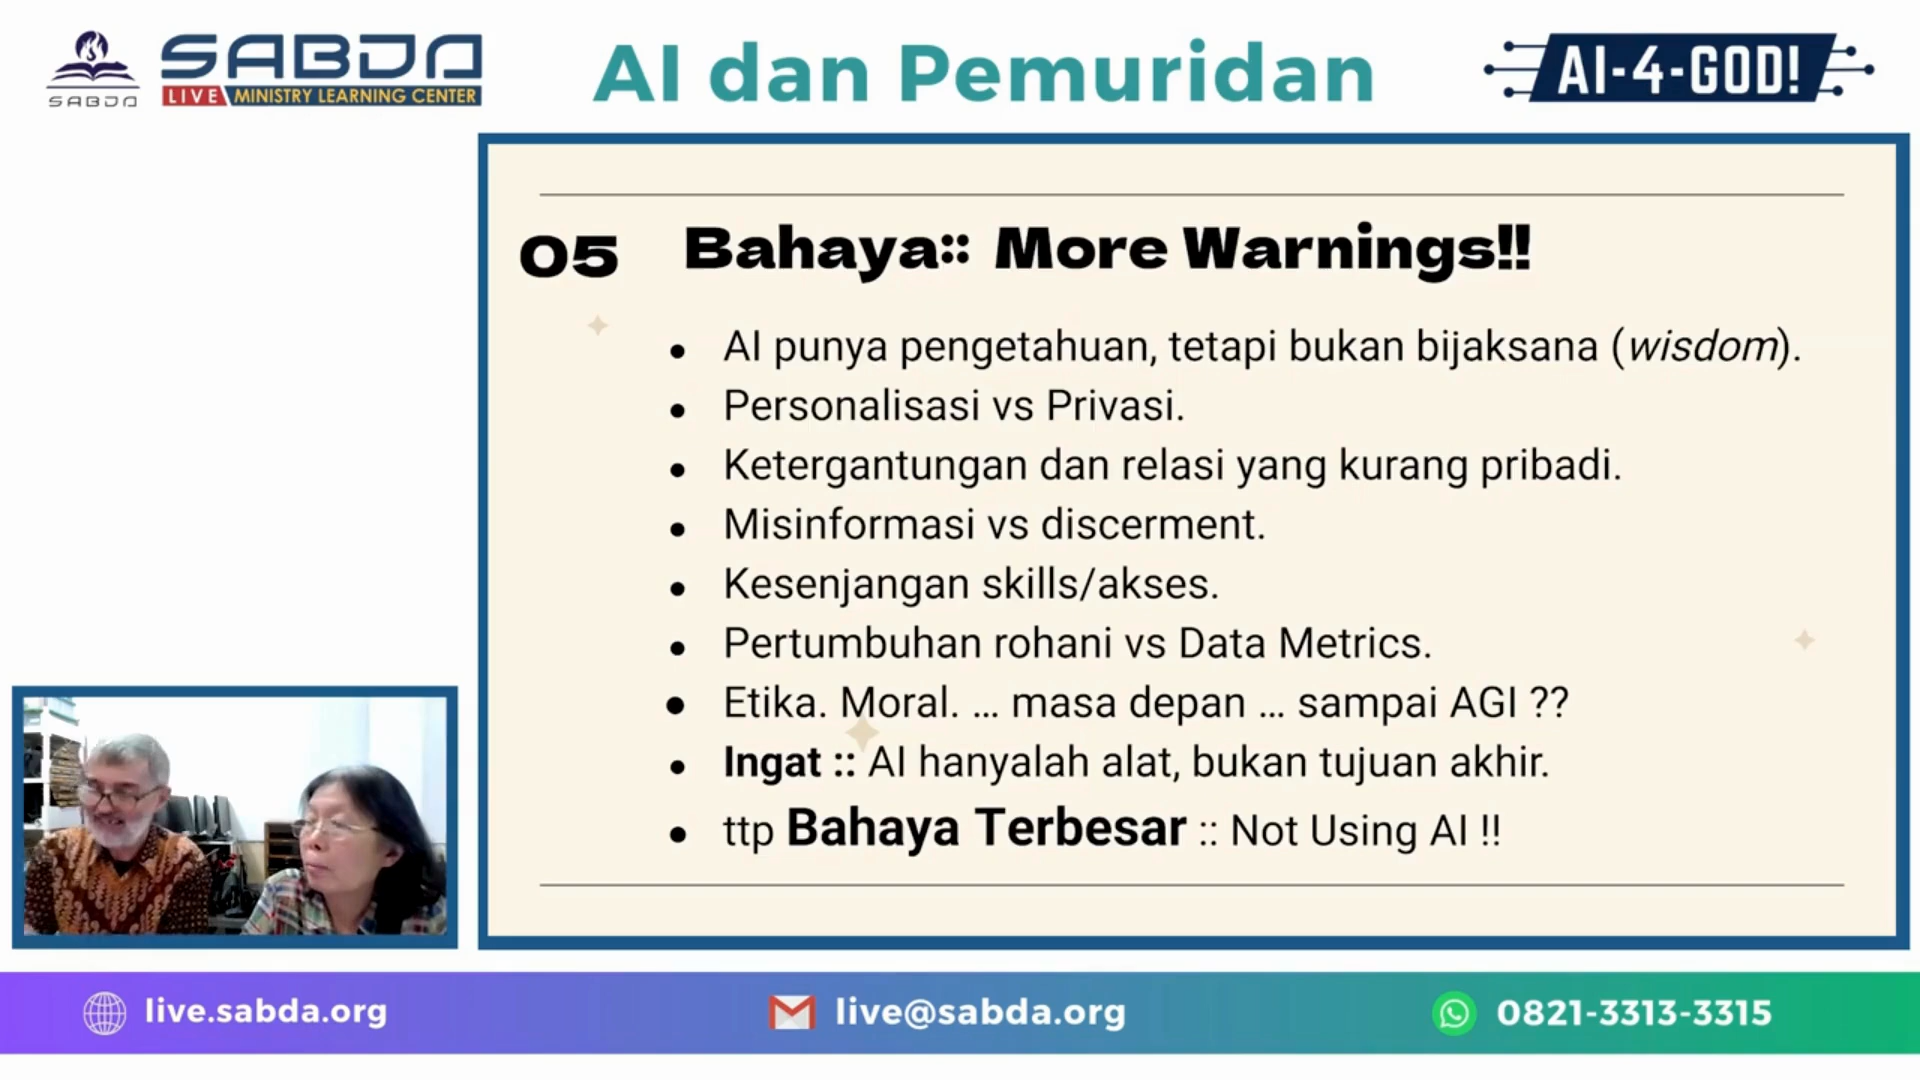 SABDA
SABDA
LIVE MINISTRY LEARNING CENTER
AI dan Pemuridan
AI-4-GOD!
05 Bahaya:: More Warnings!!
• AI punya pengetahuan, tetapi bukan bijaksana (wisdom).
• Personalisasi vs Privasi.
• Ketergantungan dan relasi yang kurang pribadi.
• Misinformasi vs discerment.
• Kesenjangan skills/akses.
• Pertumbuhan rohani vs Data Metrics.
• Etika. Moral. ... masa depan ... sampai AGI ??
• Ingat :: AI hanyalah alat, bukan tujuan akhir.
• ttp Bahaya Terbesar :: Not Using AI !!
live.sabda.org
live@sabda.org
0821-3313-3315